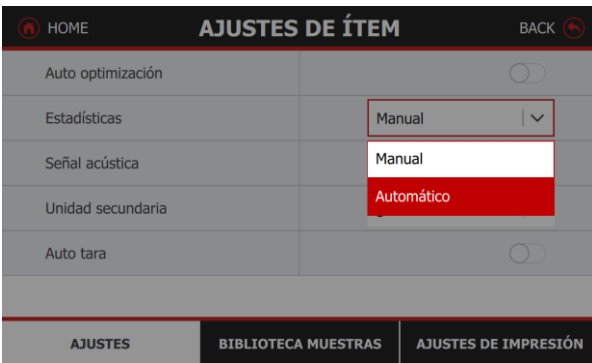 HOME AJUSTES DE ÍTEM BACK
Auto optimización
Estadísticas Manual
Señal acústica Manual
Automático
Unidad secundaria
Auto tara
AJUSTES BIBLIOTECA MUESTRAS AJUSTES DE IMPRESIÓN